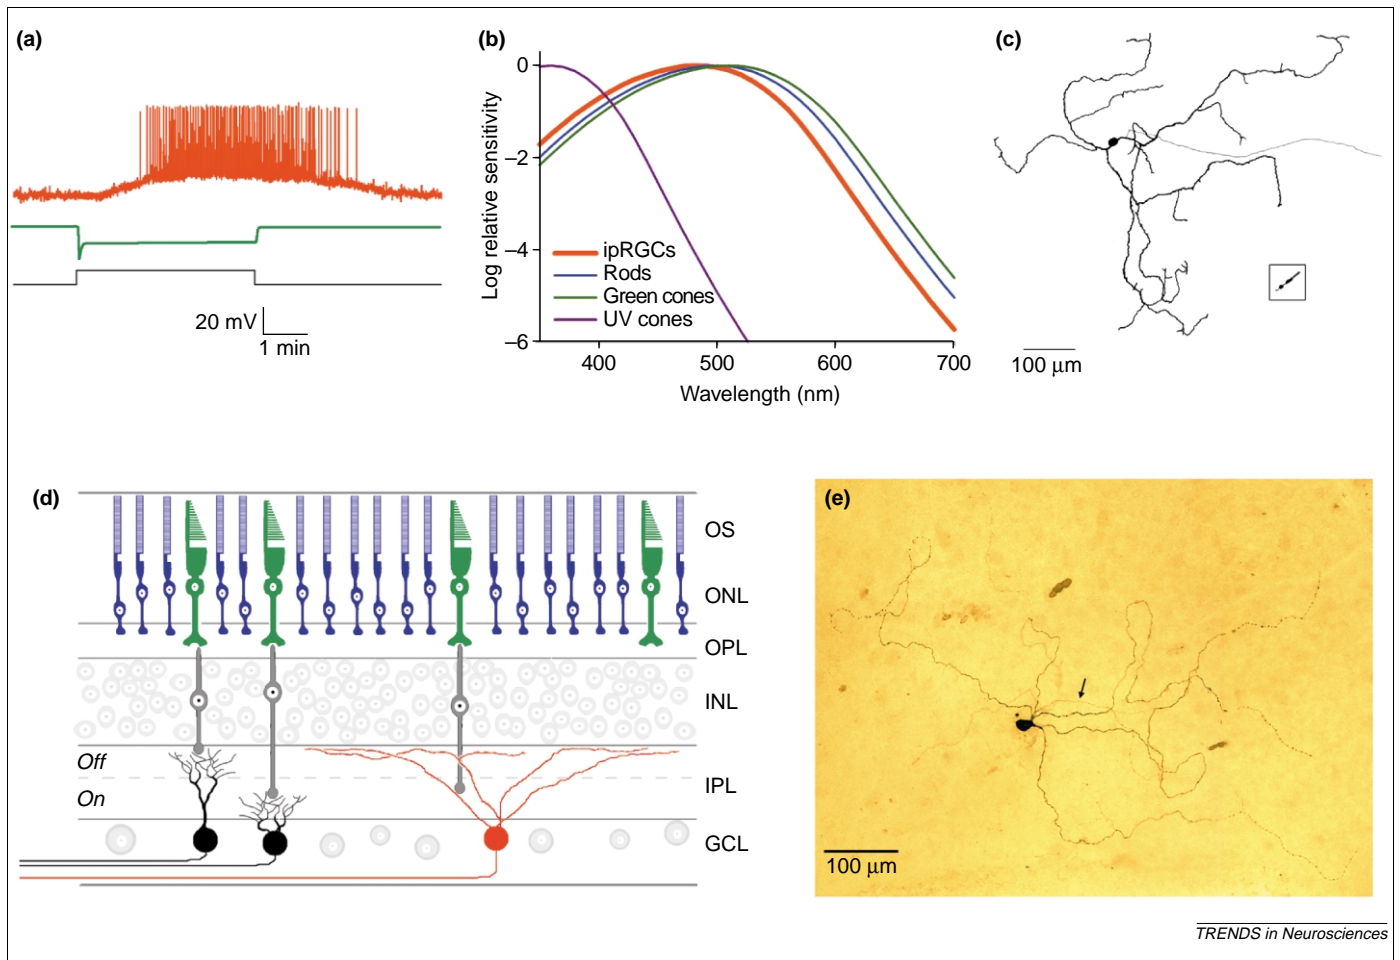 (a)
20 mV
1 min
(b)
Log relative sensitivity
0
–2
–4
–6
ipRGCs
Rods
Green cones
UV cones
400
500
600
700
Wavelength (nm)
(c)
100 μm
(d)
OS
ONL
OPL
INL
Off
On
IPL
GCL
(e)
100 μm
TRENDS in Neurosciences